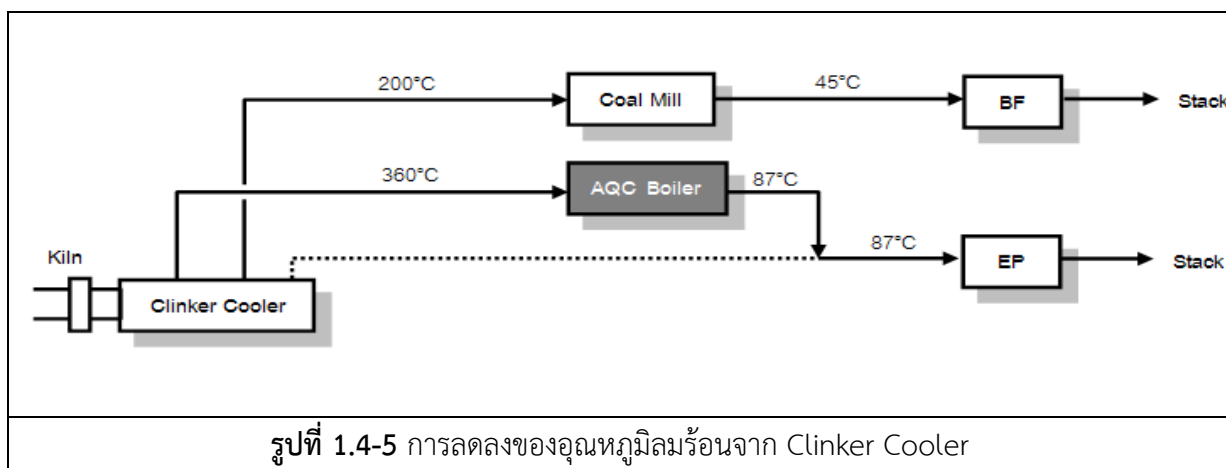 200°C
Coal Mill
45°C
BF
Stack
360°C
AQC Boiler
87°C
Kiln
87°C
EP
Stack
Clinker Cooler
รูปที่ 1.4-5 การลดลงของอุณหภูมิลมร้อนจาก Clinker Cooler